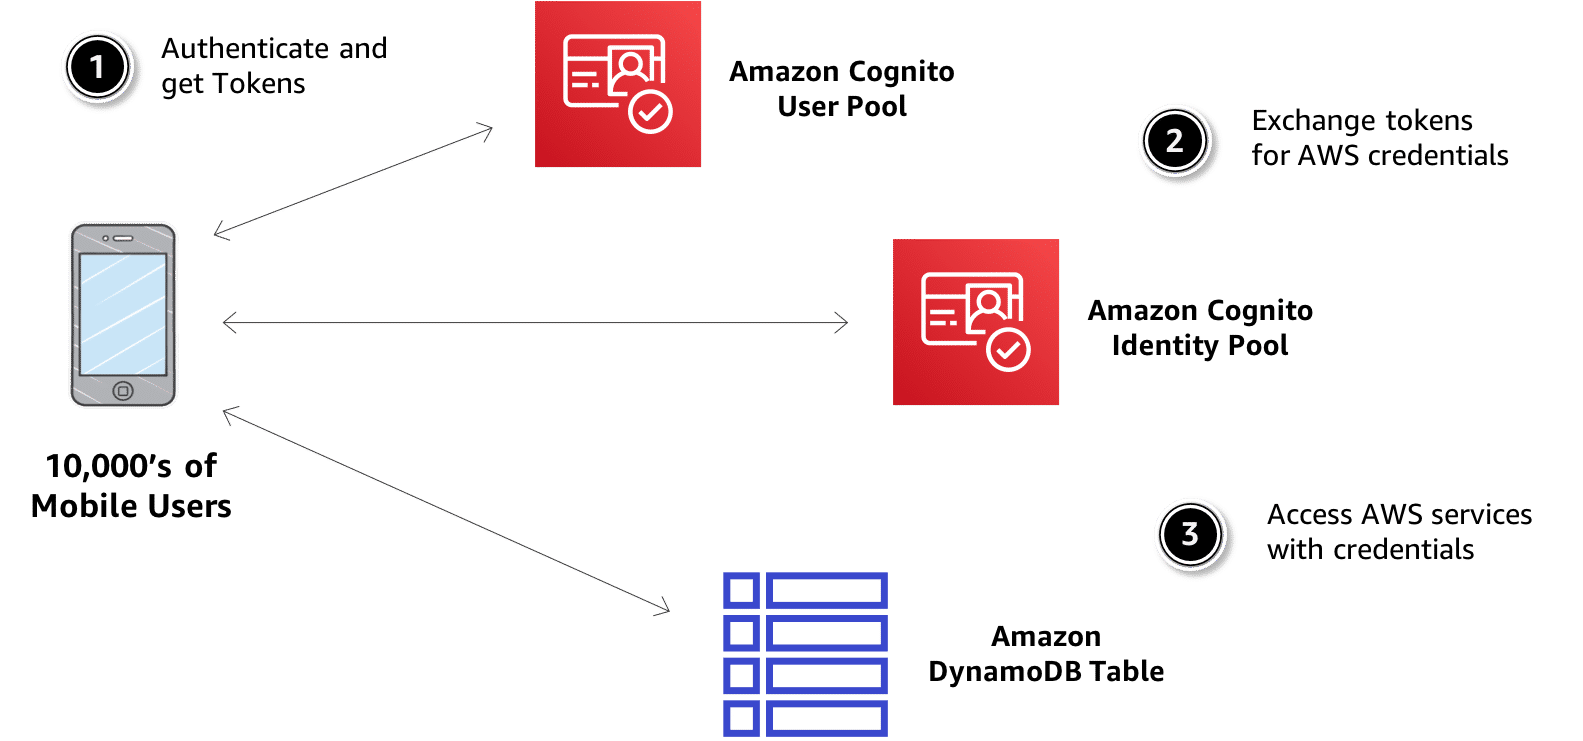 1
Authenticate and
get Tokens
Amazon Cognito
User Pool
2
Exchange tokens
for AWS credentials
Amazon Cognito
Identity Pool
10,000’s of
Mobile Users
3
Access AWS services
with credentials
Amazon
DynamoDB Table